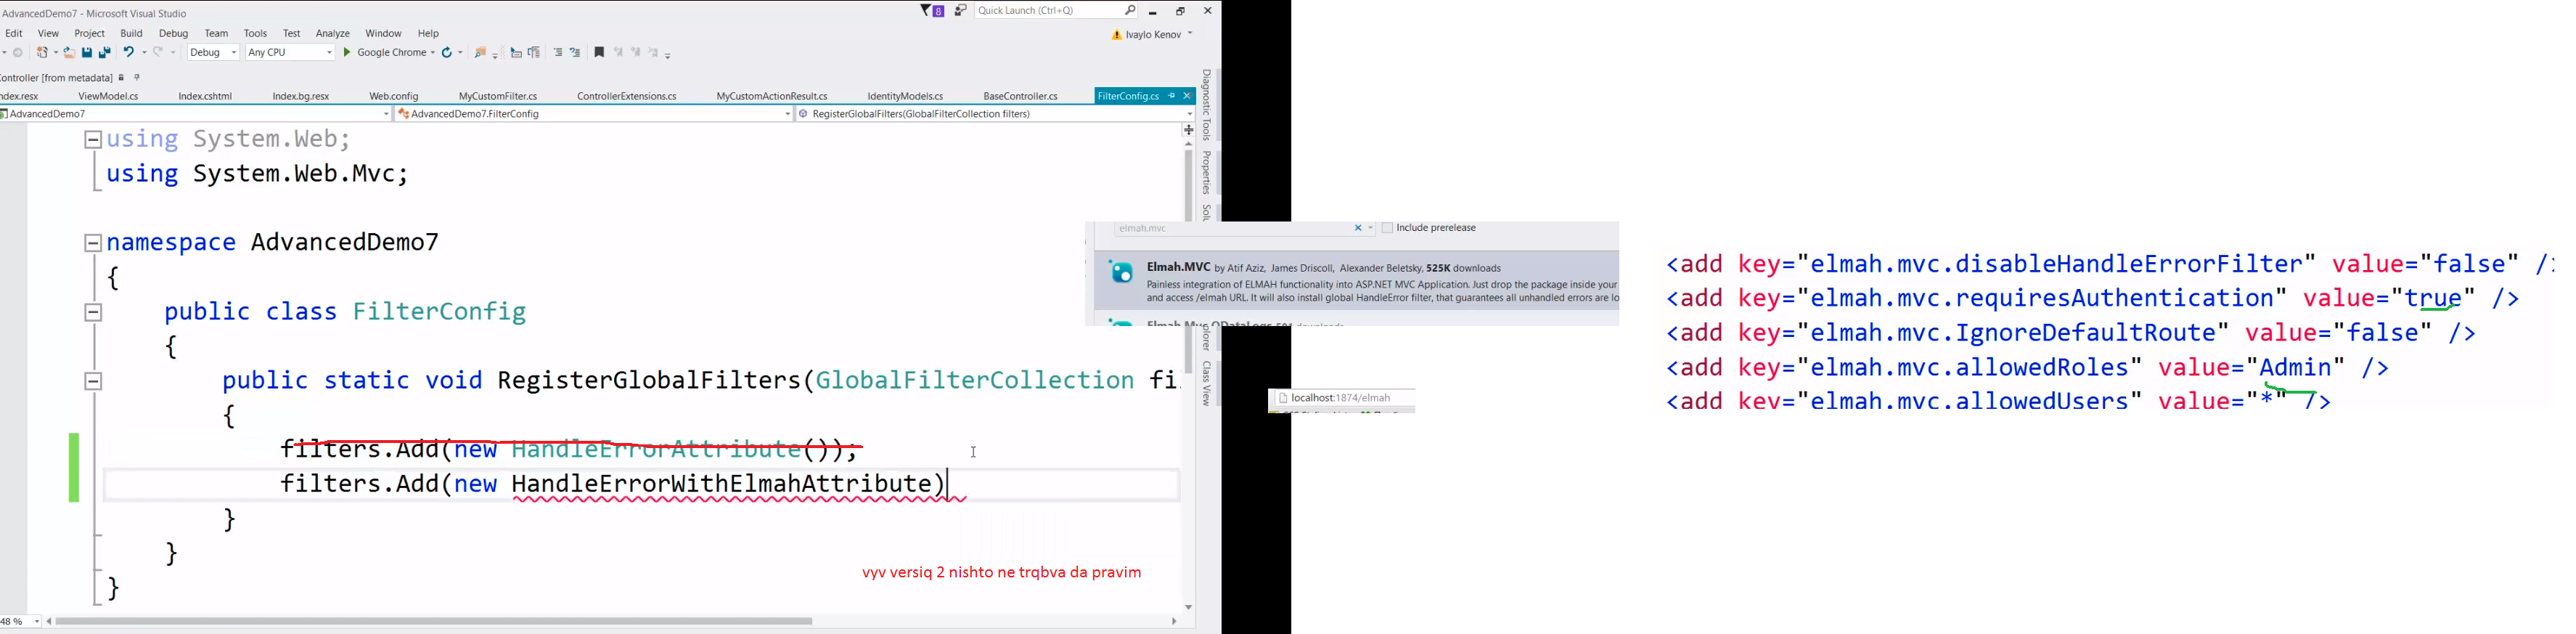 AdvancedDemo7 - Microsoft Visual Studio
8
Quick Launch (Ctrl+Q)
Edit View Project Build Debug Team Tools Test Analyze Window Help
Ivaylo Kenov
Debug Any CPU Google Chrome
ontroller [from metadata]
ndex.resx ViewModel.cs Index.cshtml Index.bg.resx Web.config MyCustomFilter.cs ControllerExtensions.cs MyCustomActionResult.cs IdentityModels.cs BaseController.cs FilterConfig.cs
AdvancedDemo7 AdvancedDemo7.FilterConfig RegisterGlobalFilters(GlobalFilterCollection filters)
using System.Web;
using System.Web.Mvc;
namespace AdvancedDemo7
{
public class FilterConfig
{
public static void RegisterGlobalFilters(GlobalFilterCollection fi
{
filters.Add(new HandleErrorAttribute());
filters.Add(new HandleErrorWithElmahAttribute)
}
}
}
vyv versiq 2 nishto ne trqbva da pravim
48 %
Diagnostic Tools
Properties
Solu
plorer
Class View
elmah.mvc
Include prerelease
Elmah.MVC by Atif Aziz, James Driscoll, Alexander Beletsky, 525K downloads
Painless integration of ELMAH functionality into ASP.NET MVC Application. Just drop the package inside your
and access /elmah URL. It will also install global HandleError filter, that guarantees all unhandled errors are lo
localhost:1874/elmah
<add key="elmah.mvc.disableHandleErrorFilter" value="false" />
<add key="elmah.mvc.requiresAuthentication" value="true" />
<add key="elmah.mvc.IgnoreDefaultRoute" value="false" />
<add key="elmah.mvc.allowedRoles" value="Admin" />
<add key="elmah.mvc.allowedUsers" value="*" />